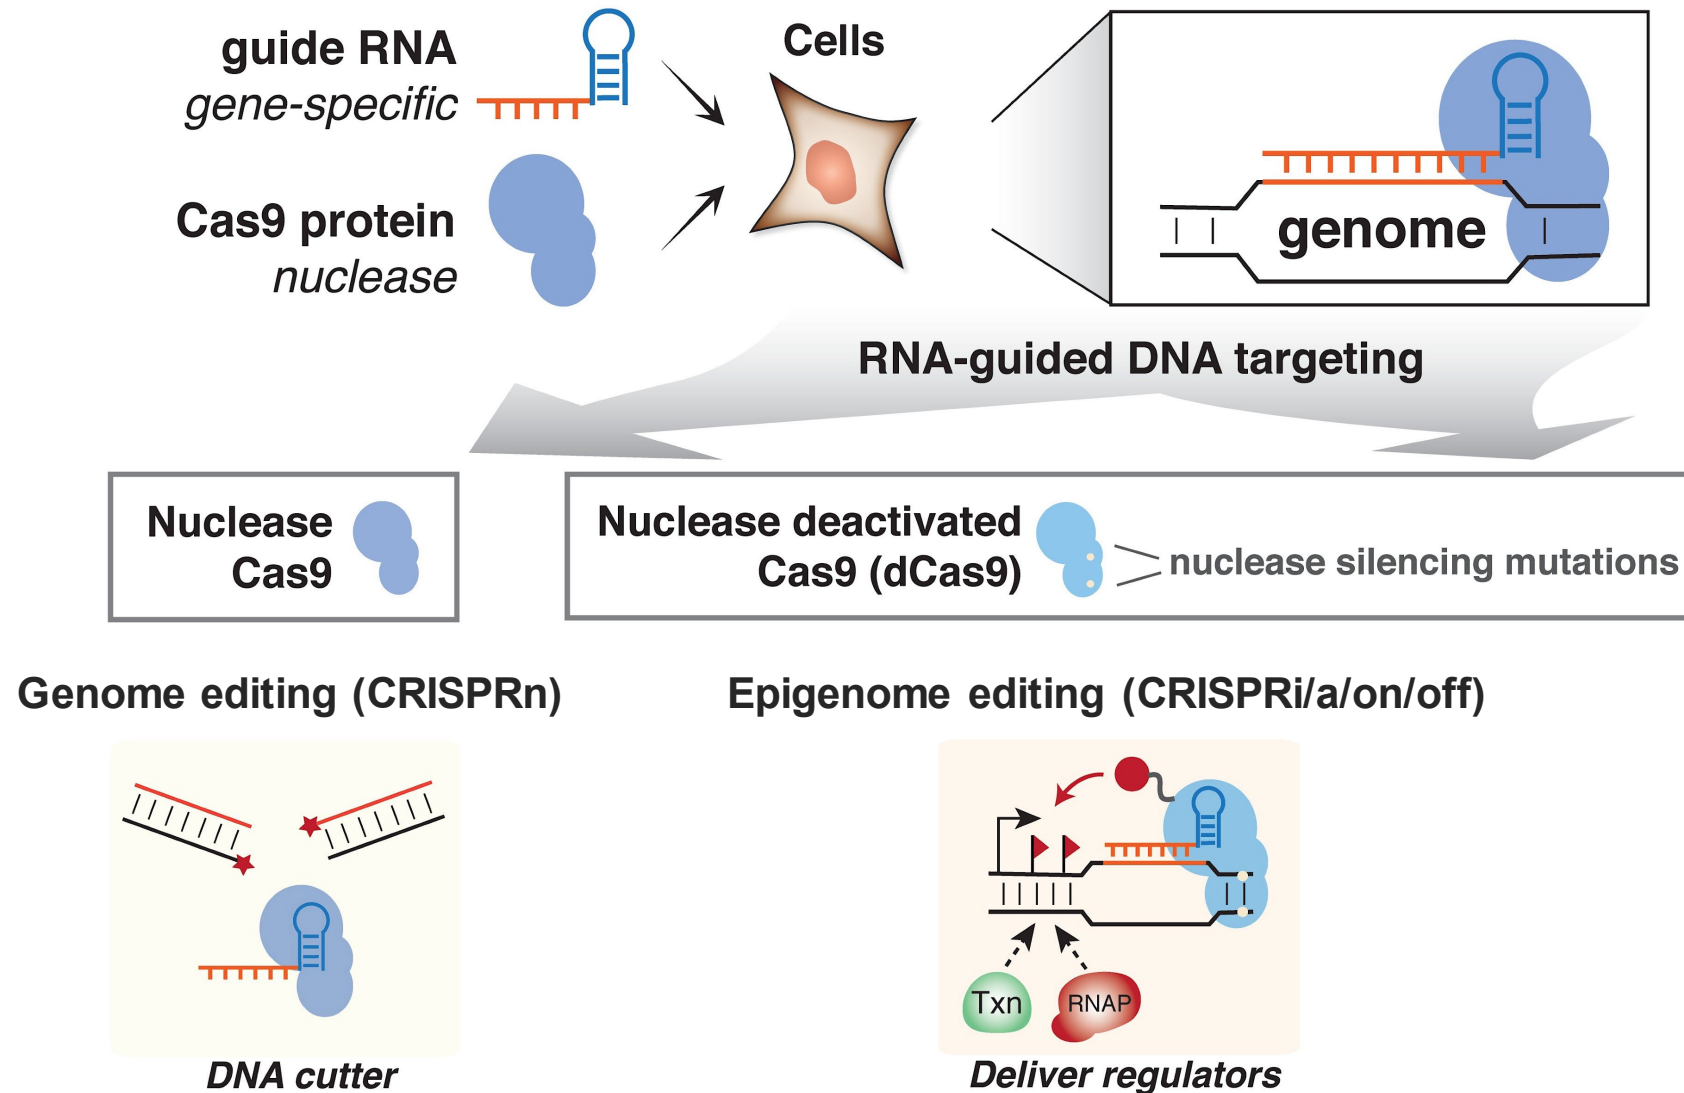 guide RNA
gene-specific
Cas9 protein
nuclease
Cells
genome
RNA-guided DNA targeting
Nuclease
Cas9
Nuclease deactivated
Cas9 (dCas9)
nuclease silencing mutations
Genome editing (CRISPRn)
Epigenome editing (CRISPRi/a/on/off)
Txn
RNAP
DNA cutter
Deliver regulators